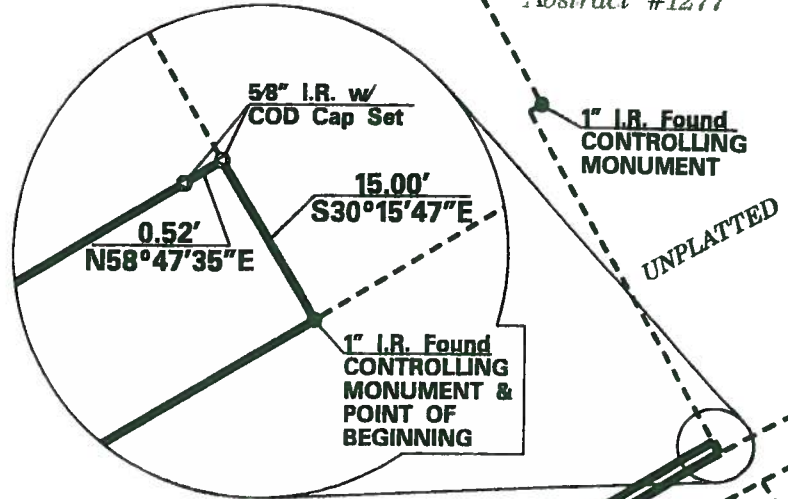 Abstract #1277
5/8" I.R. w/
COD Cap Set
1" I.R. Found
CONTROLLING
MONUMENT
15.00'
S30°15'47"E
0.52'
N58°47'35"E
UNPLATTED
1" I.R. Found
CONTROLLING
MONUMENT &
POINT OF
BEGINNING